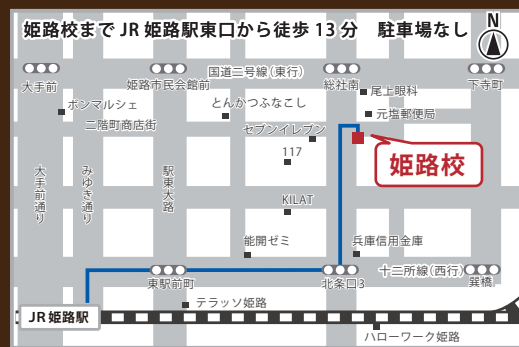 姫路校までJR姫路駅東口から徒歩13分　駐車場なし
N
大手前
姫路市民会館前
国道二号線(東行)
総社南
下寺町
尾上眼科
ボンマルシェ
とんかつふなこし
元塩郵便局
二階町商店街
セブンイレブン
117
姫路校
大手前通り
みゆき通り
駅東大路
KILAT
能開ゼミ
兵庫信用金庫
東駅前町
北条口3
十二所線(西行)
巽橋
テラッソ姫路
JR姫路駅
ハローワーク姫路